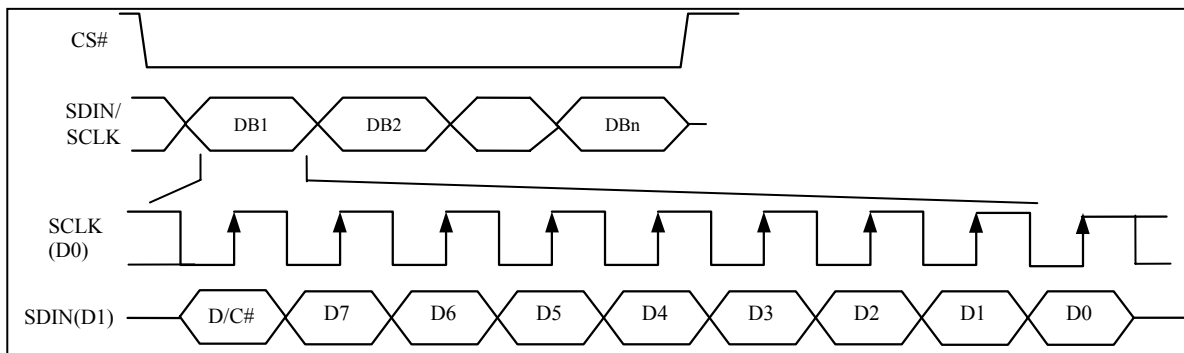 CS#
SDIN/
SCLK
DB1 DB2 DBn
SCLK
(D0)
SDIN(D1) D/C# D7 D6 D5 D4 D3 D2 D1 D0